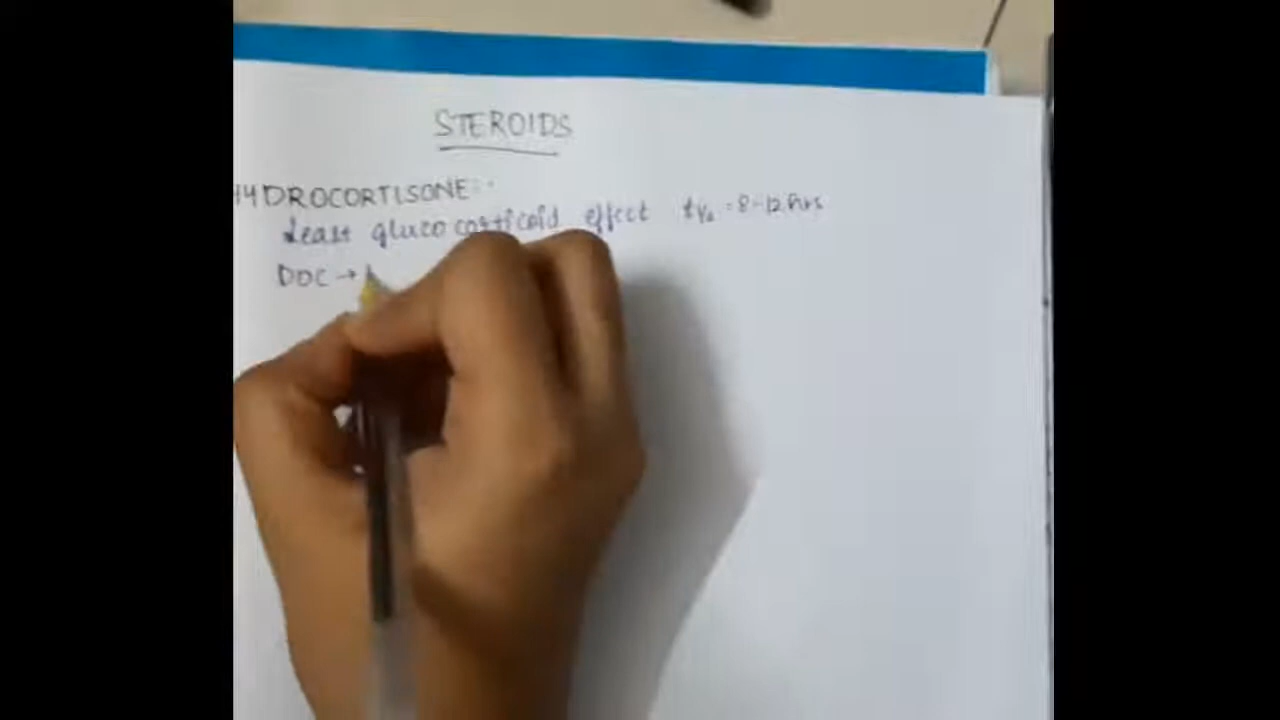 STEROIDS
HYDROCORTISONE :-
Least glucocorticoid effect t½ = 8-12 hrs
DOC →